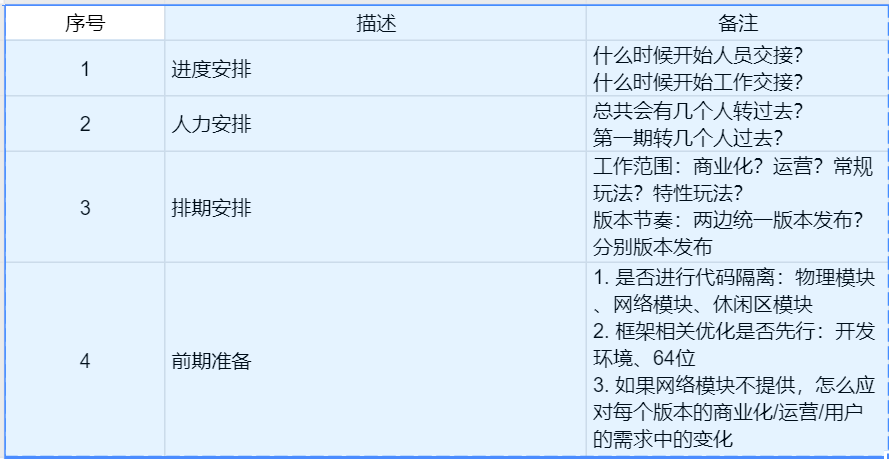 序号 描述 备注
1 进度安排 什么时候开始人员交接？
什么时候开始工作交接？
2 人力安排 总共会有几个人转过去？
第一期转几个人过去？
3 排期安排 工作范围：商业化？运营？常规
玩法？特性玩法？
版本节奏：两边统一版本发布？
分别版本发布
4 前期准备 1. 是否进行代码隔离：物理模块
、网络模块、休闲区模块
2. 框架相关优化是否先行：开发
环境、64位
3. 如果网络模块不提供，怎么应
对每个版本的商业化/运营/用户
的需求中的变化